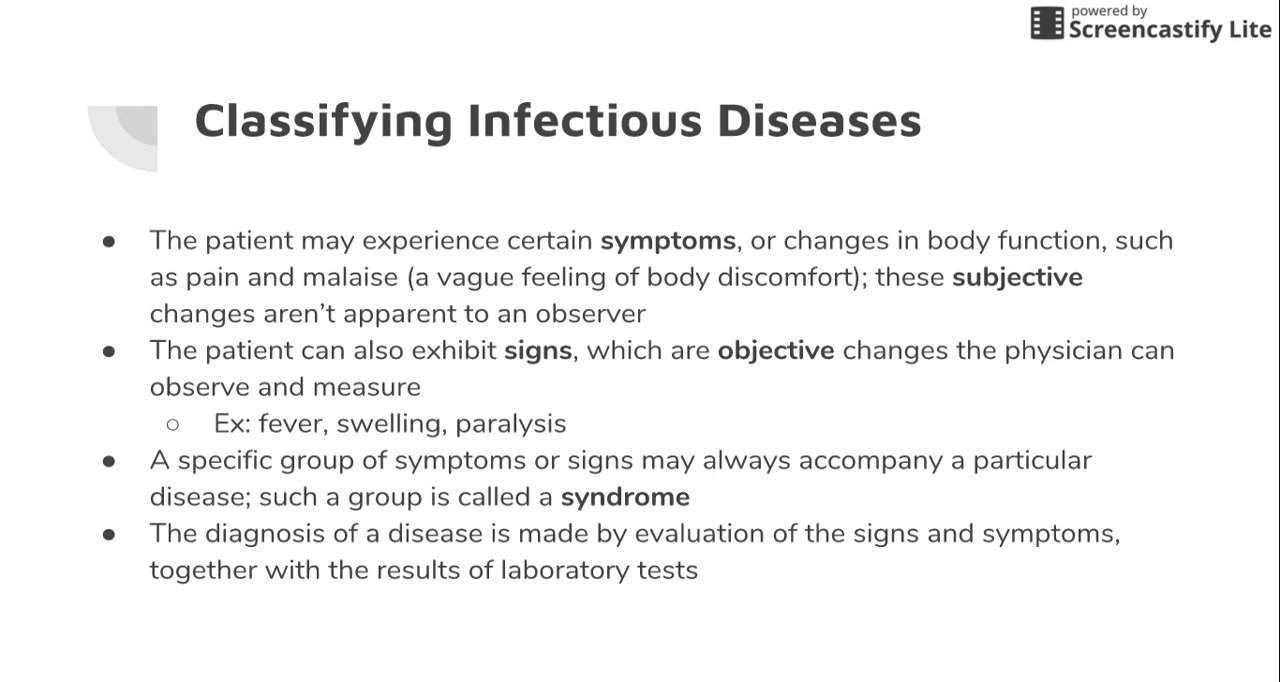 powered by
Screencastify Lite
Classifying Infectious Diseases
● The patient may experience certain symptoms, or changes in body function, such
as pain and malaise (a vague feeling of body discomfort); these subjective
changes aren’t apparent to an observer
● The patient can also exhibit signs, which are objective changes the physician can
observe and measure
○ Ex: fever, swelling, paralysis
● A specific group of symptoms or signs may always accompany a particular
disease; such a group is called a syndrome
● The diagnosis of a disease is made by evaluation of the signs and symptoms,
together with the results of laboratory tests